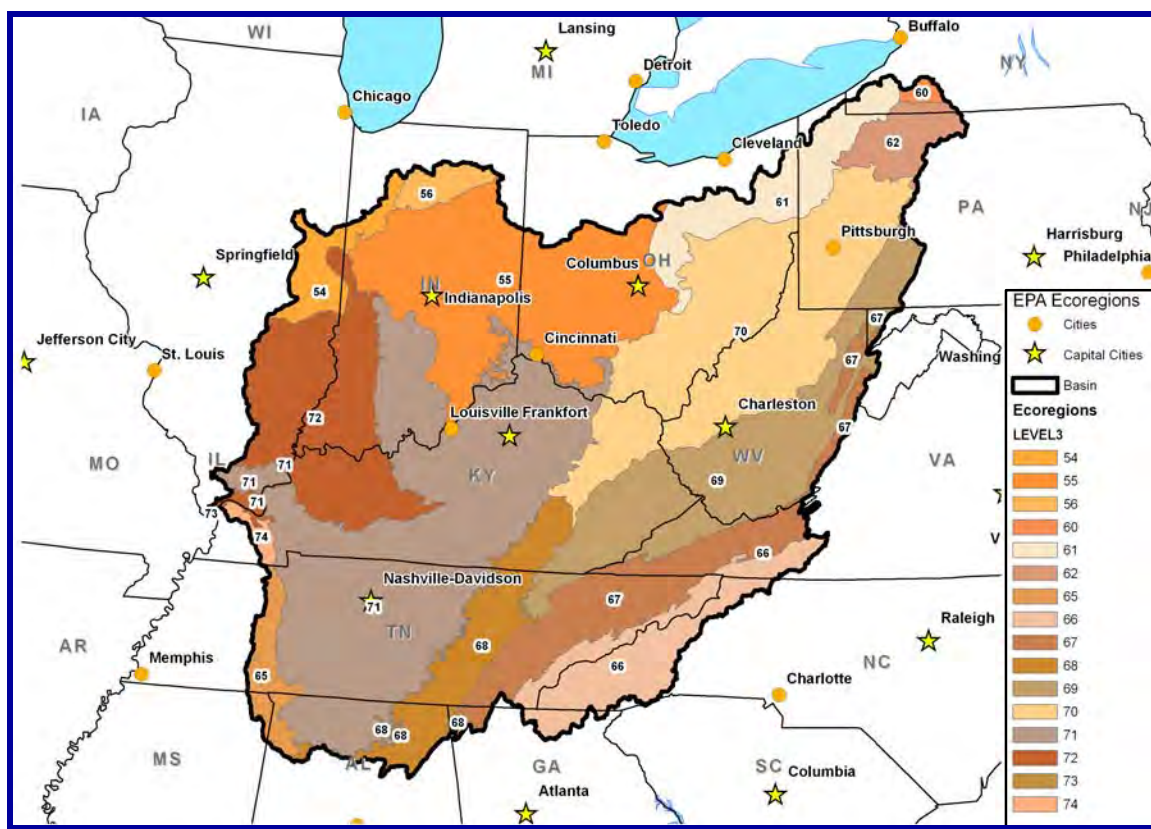 Buffalo
WI
Lansing
MI
NY
Detroit
60
Chicago
IA
Toledo
Cleveland
62
56
61
PA
NJ
Harrisburg
Pittsburgh
Philadelphia
Springfield
OH
Columbus
IN
55
54
Indianapolis
EPA Ecoregions
Cities
Capital Cities
Basin
Ecoregions
LEVEL3
54
55
56
60
61
62
65
66
67
68
69
70
71
72
73
74
67
70
Jefferson City
St. Louis
Cincinnati
67
Washing
72
Louisville Frankfort
Charleston
67
MO
IL
71
WV
VA
71
KY
69
71
73
V
74
66
Nashville-Davidson
71
67
TN
Raleigh
AR
68
NC
Memphis
65
66
Charlotte
68
68
68
MS
AL
GA
SC
Columbia
Atlanta